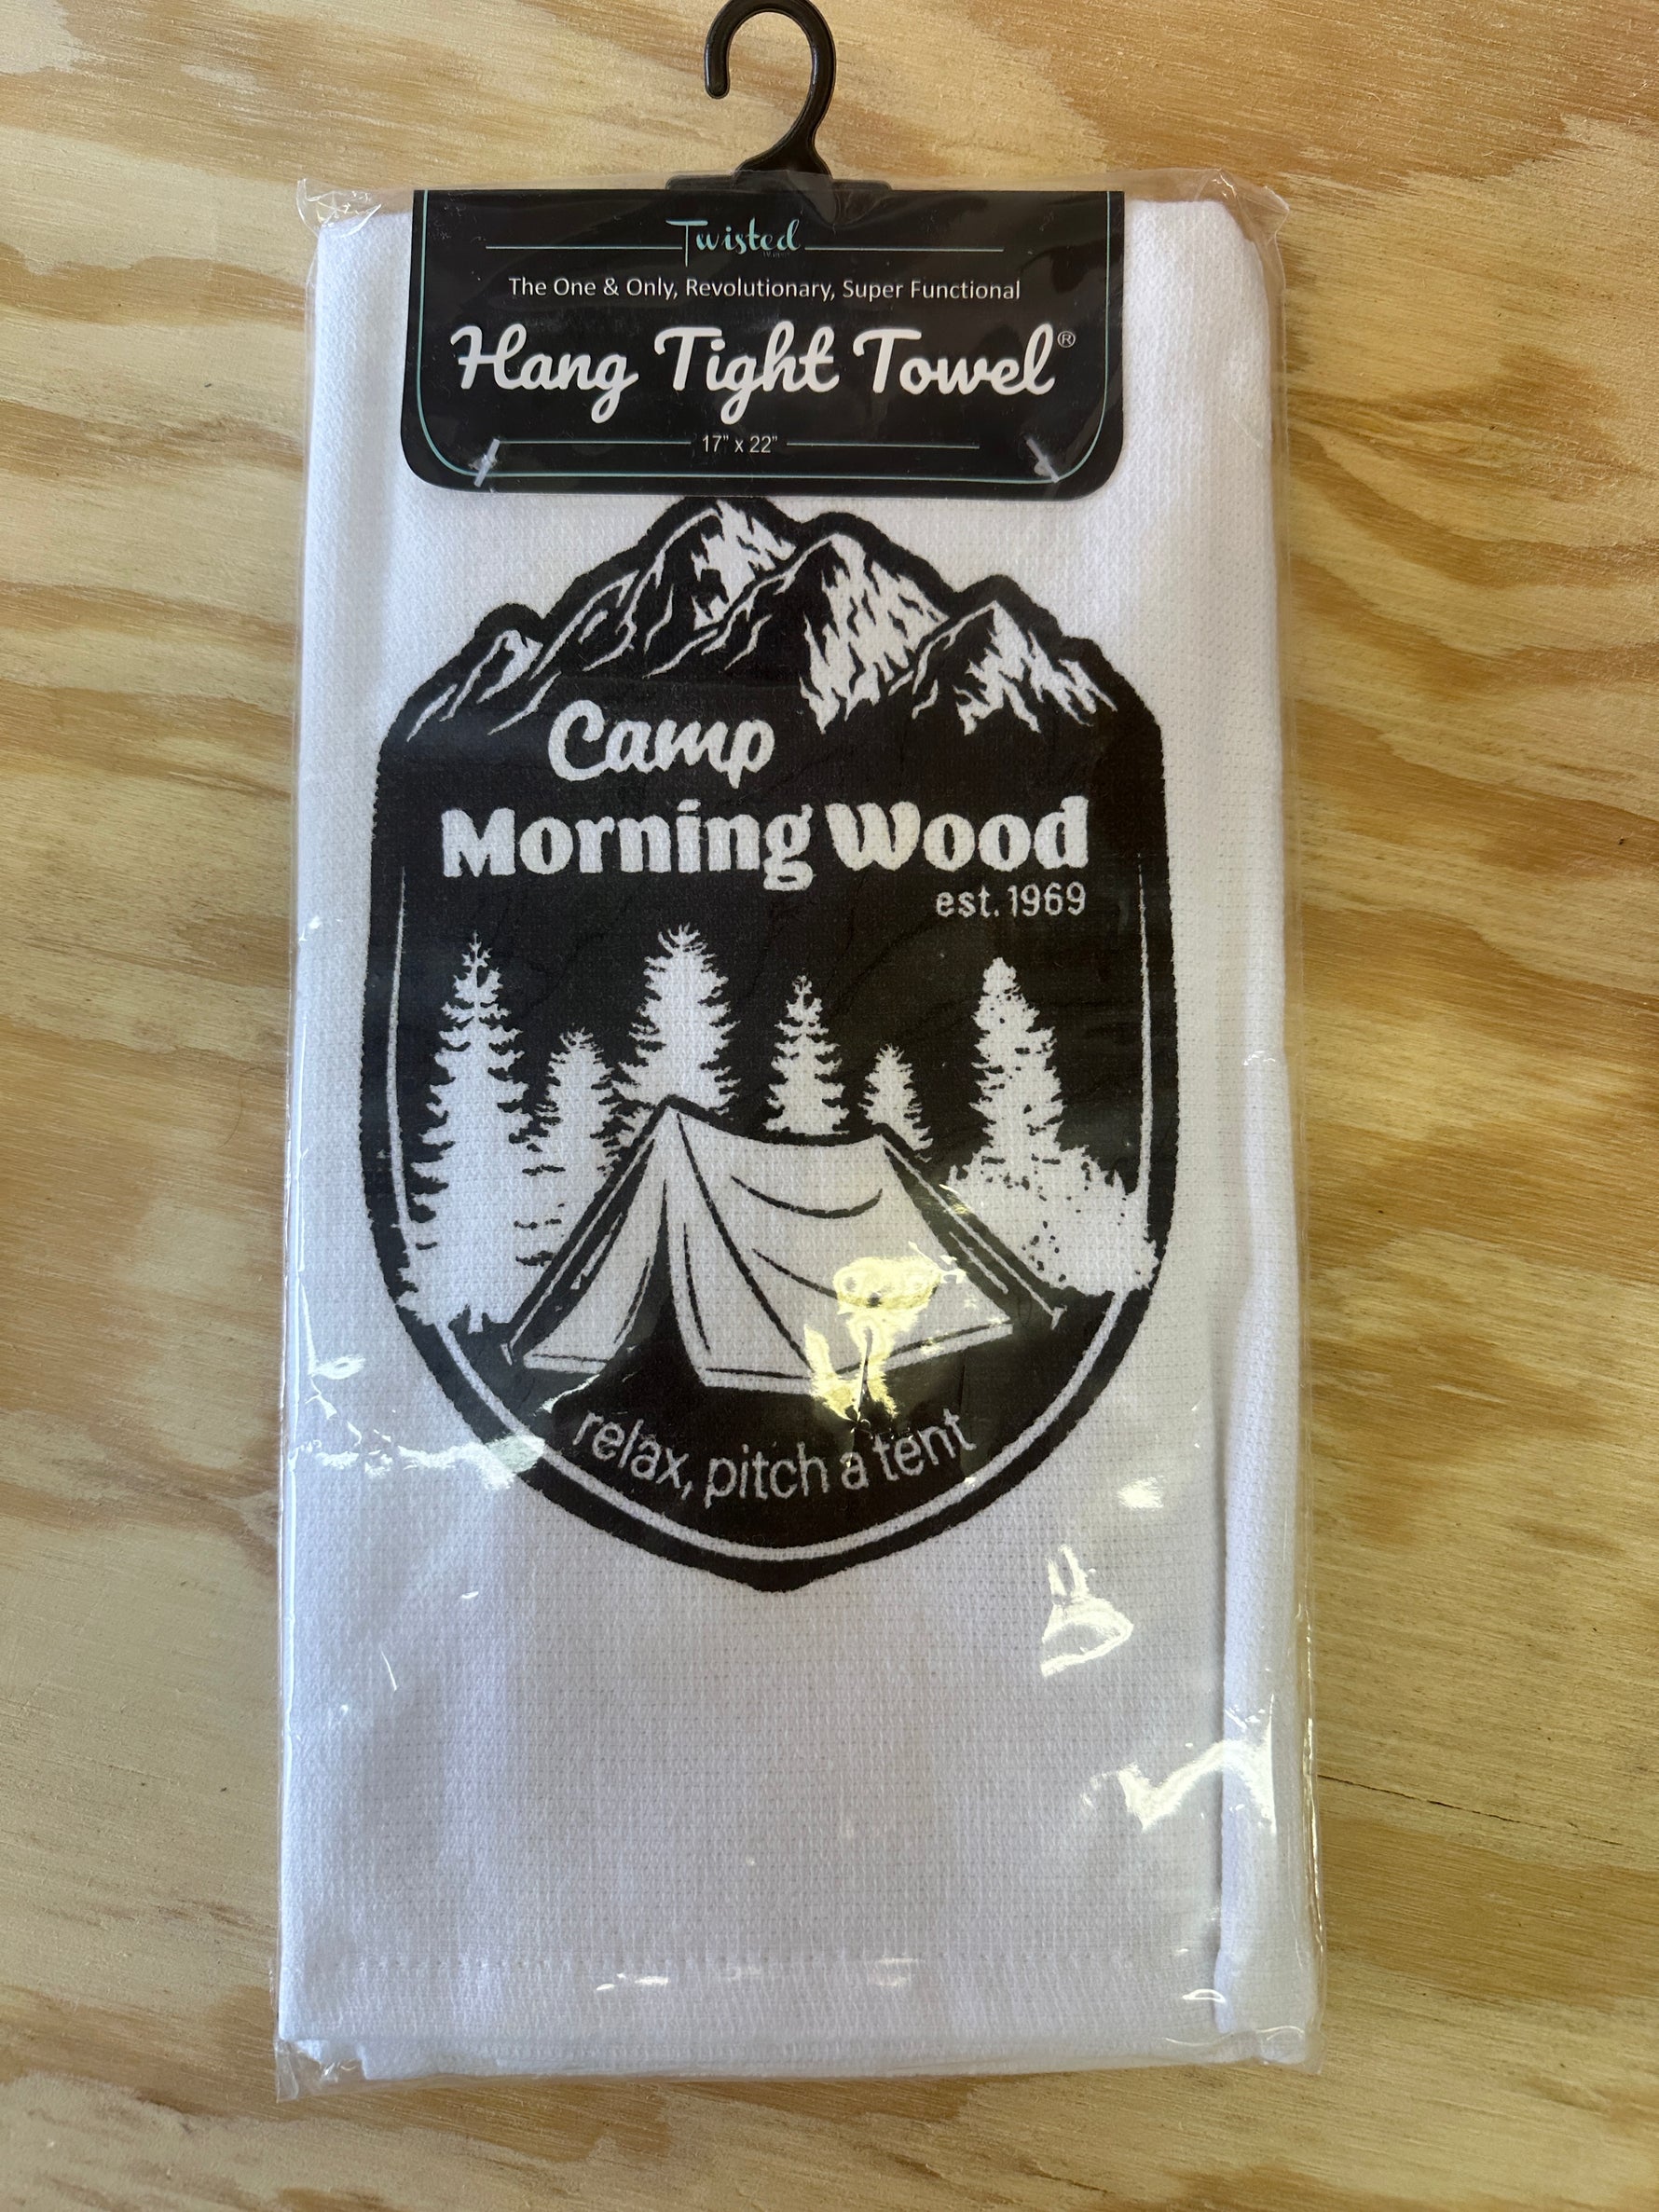 Twisted
The One & Only, Revolutionary, Super Functional
Hang Tight Towel®
17" x 22"
Camp
Morning Wood
est. 1969
relax, pitch a tent